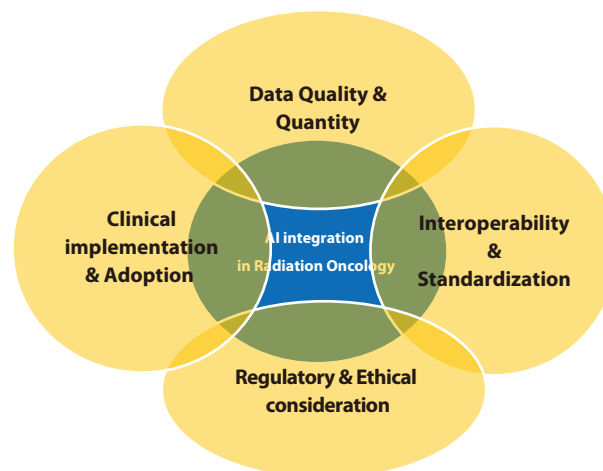 Data Quality &
Quantity
Clinical
implementation
& Adoption
AI integration
in Radiation Oncology
Interoperability
&
Standardization
Regulatory & Ethical
consideration